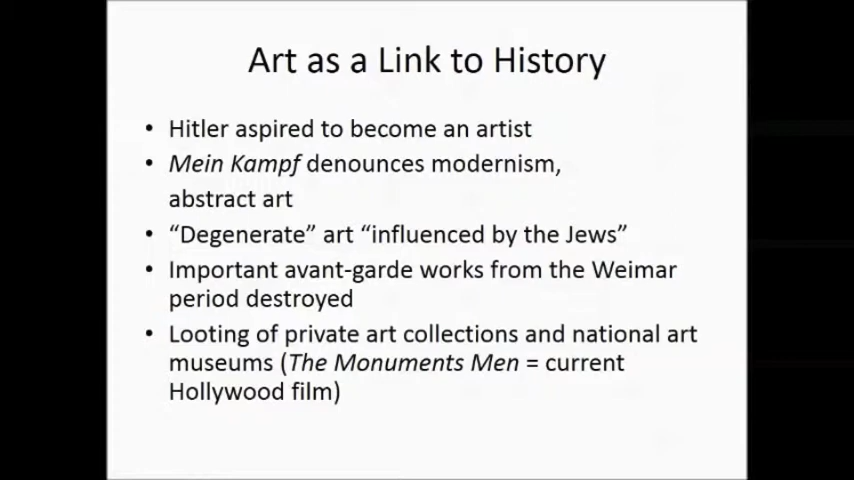 Art as a Link to History
• Hitler aspired to become an artist
• Mein Kampf denounces modernism,
abstract art
• “Degenerate” art “influenced by the Jews”
• Important avant-garde works from the Weimar
period destroyed
• Looting of private art collections and national art
museums (The Monuments Men = current
Hollywood film)